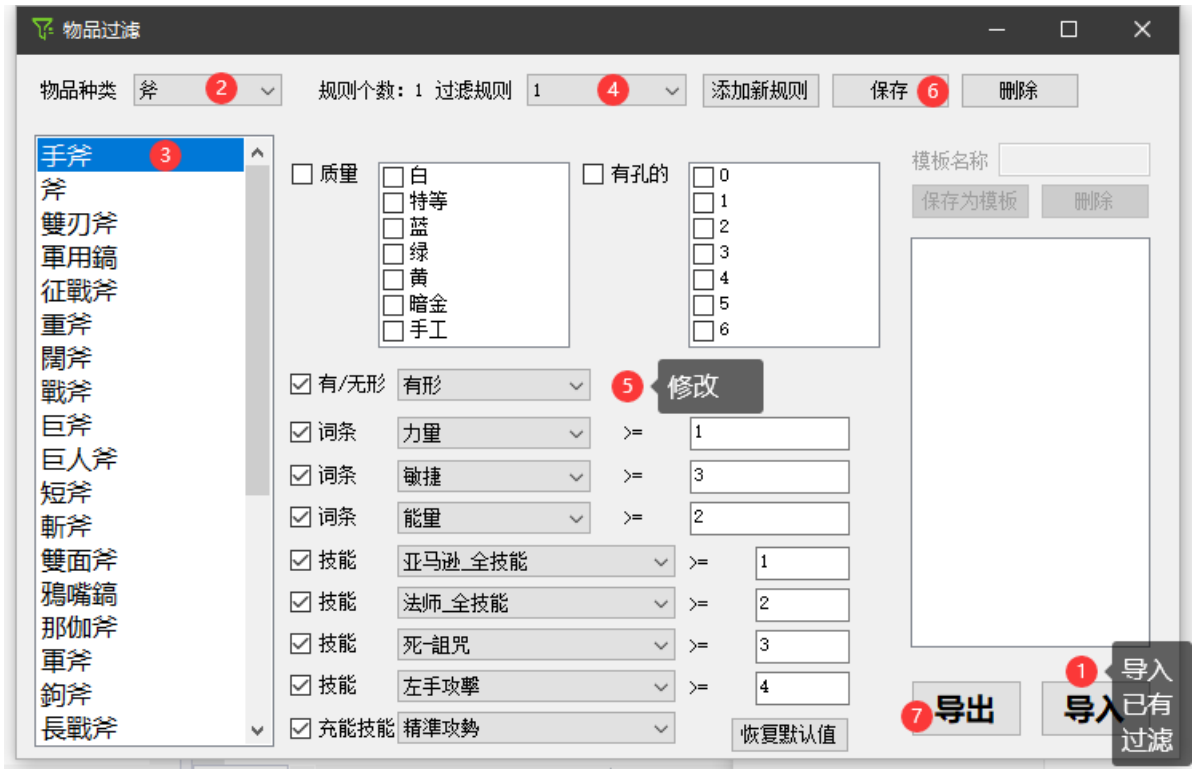 物品过滤
物品种类 斧 2 规则个数: 1 过滤规则 1 4 添加新规则 保存 6 删除
手斧 3
斧
雙刃斧
軍用鎬
征戰斧
重斧
闊斧
戰斧
巨斧
巨人斧
短斧
斬斧
雙面斧
鴉嘴鎬
那伽斧
軍斧
鉤斧
長戰斧
质量
白
特等
蓝
绿
黄
暗金
手工
有孔的
0
1
2
3
4
5
6
有/无形 有形 5 修改
词条 力量 >= 1
词条 敏捷 >= 3
词条 能量 >= 2
技能 亚马逊_全技能 >= 1
技能 法师_全技能 >= 2
技能 死-詛咒 >= 3
技能 左手攻擊 >= 4
充能技能 精準攻勢 恢复默认值
模板名称
保存为模板 删除
7 导出 导入
1 导入
已有
过滤